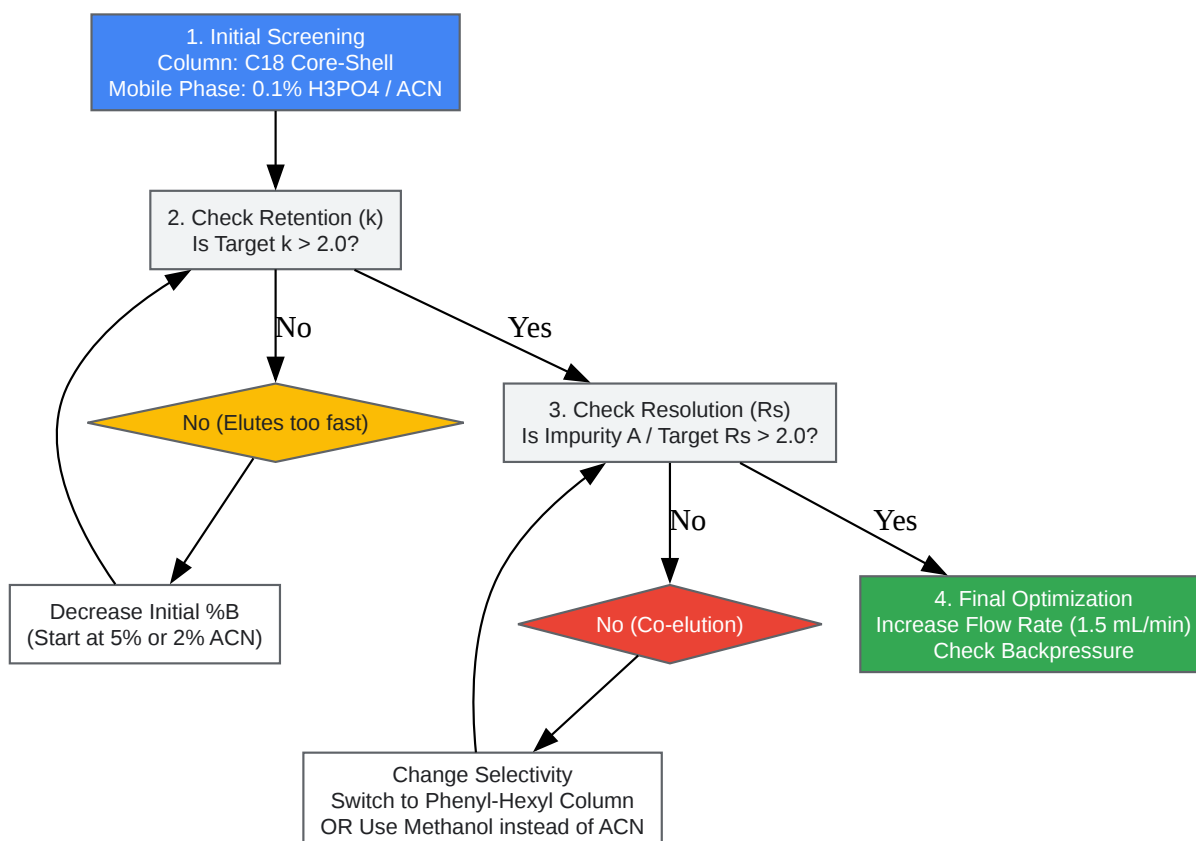 1. Initial Screening
Column: C18 Core-Shell
Mobile Phase: 0.1% H3PO4 / ACN
2. Check Retention (k)
Is Target k > 2.0?
No
Yes
No (Elutes too fast)
3. Check Resolution (Rs)
Is Impurity A / Target Rs > 2.0?
Decrease Initial %B
(Start at 5% or 2% ACN)
No
Yes
No (Co-elution)
4. Final Optimization
Increase Flow Rate (1.5 mL/min)
Check Backpressure
Change Selectivity
Switch to Phenyl-Hexyl Column
OR Use Methanol instead of ACN